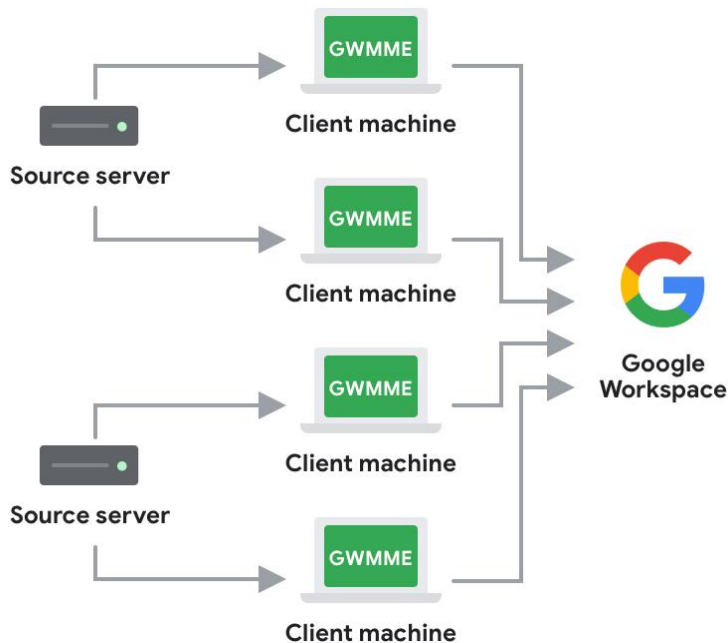 GWMME
Client machine
Source server
GWMME
Client machine
Google
Workspace
GWMME
Client machine
Source server
GWMME
Client machine